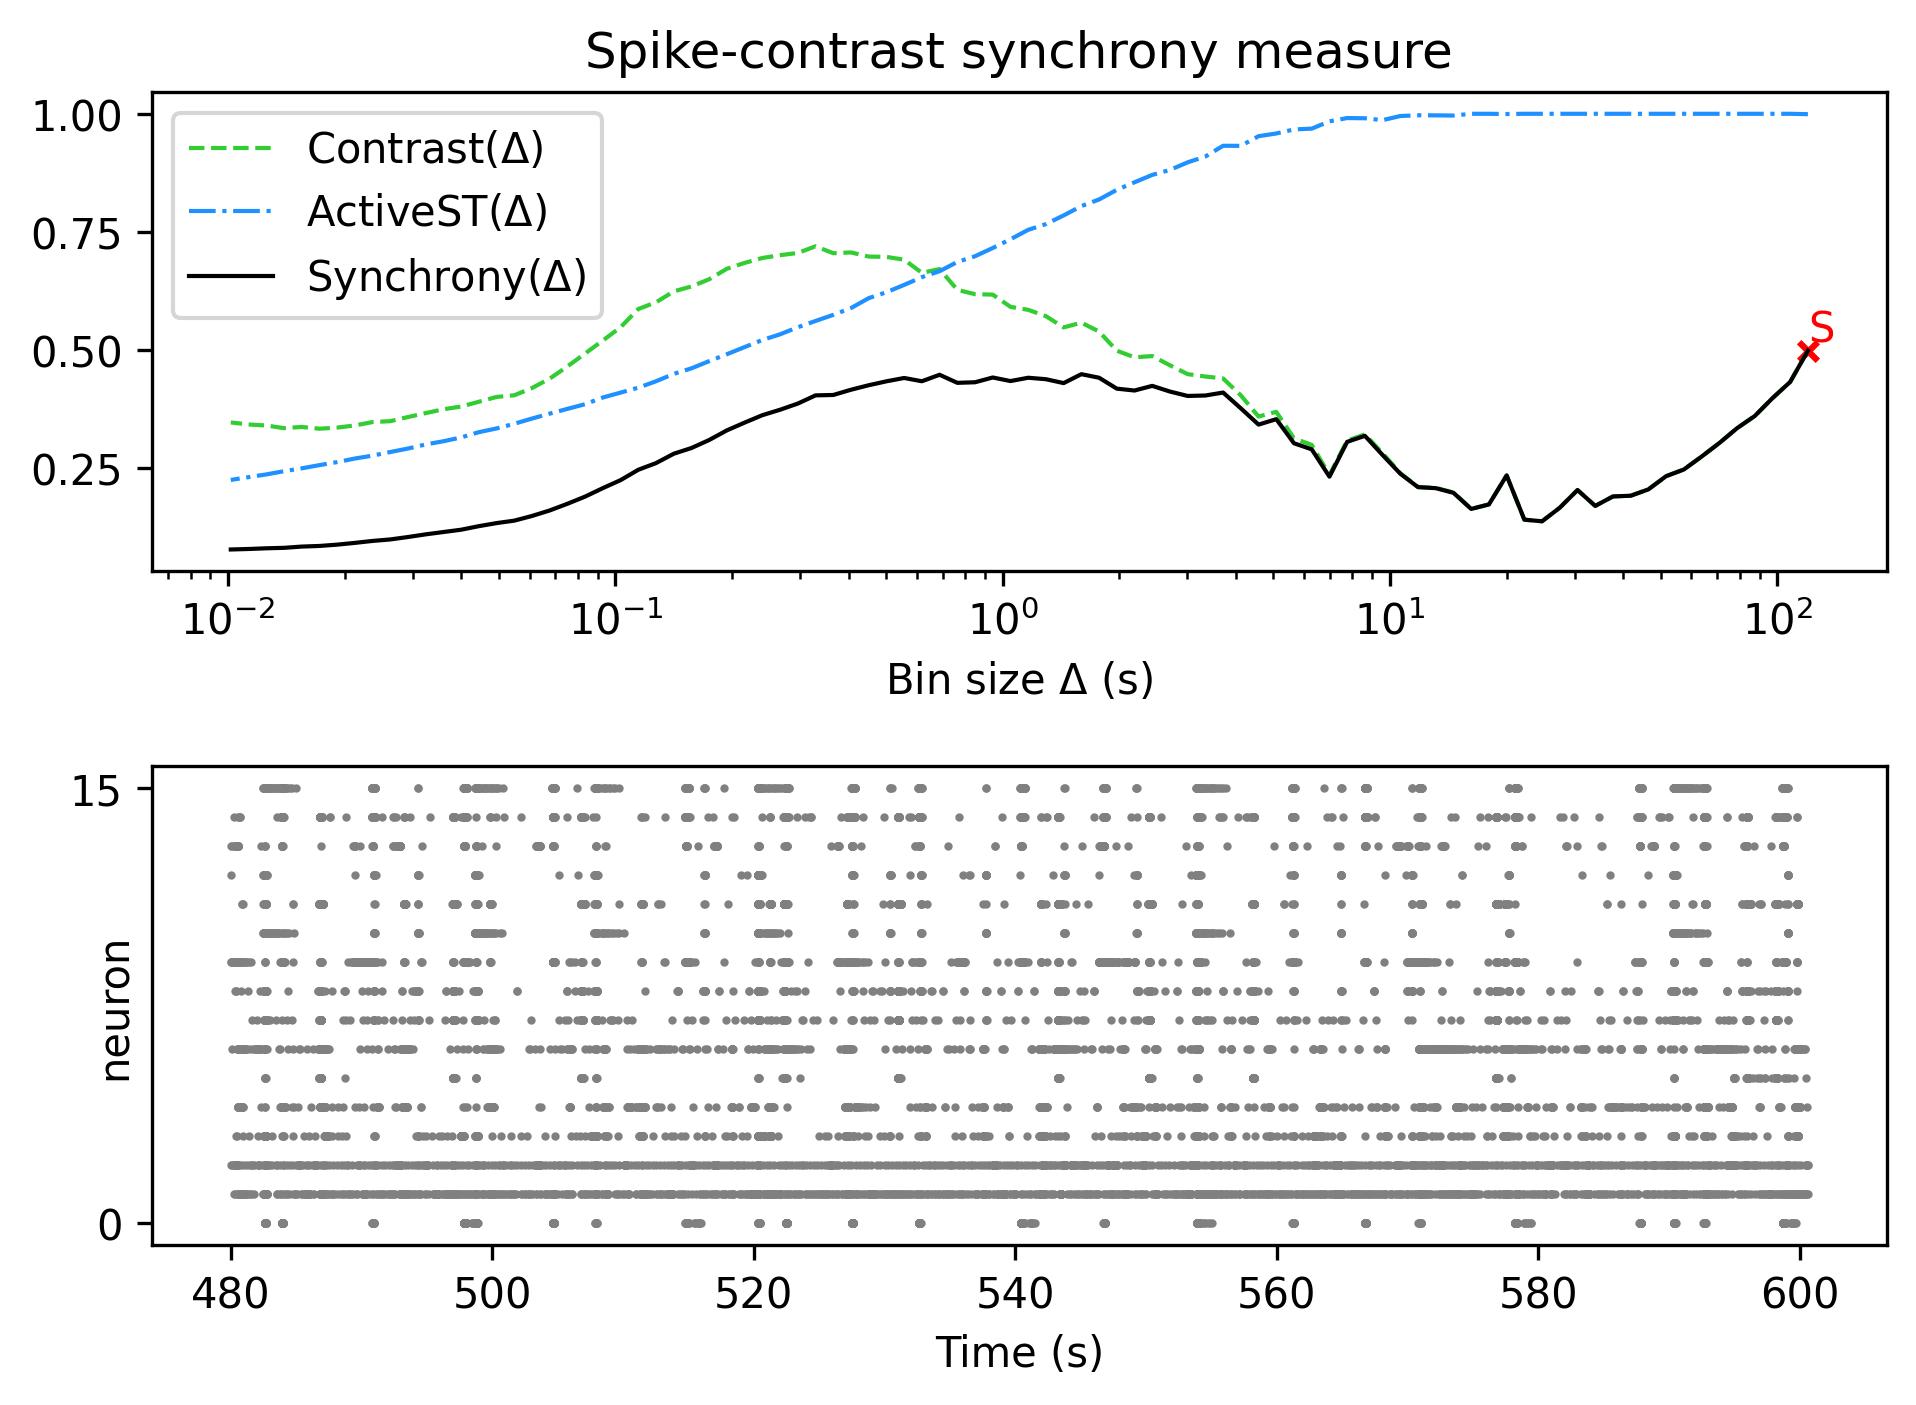 Spike-contrast synchrony measure
1.00
0.75
0.50
0.25
Contrast(Δ)
ActiveST(Δ)
Synchrony(Δ)
S
10⁻² 10⁻¹ 10⁰ 10¹ 10²
Bin size Δ (s)
15
0
neuron
480 500 520 540 560 580 600
Time (s)